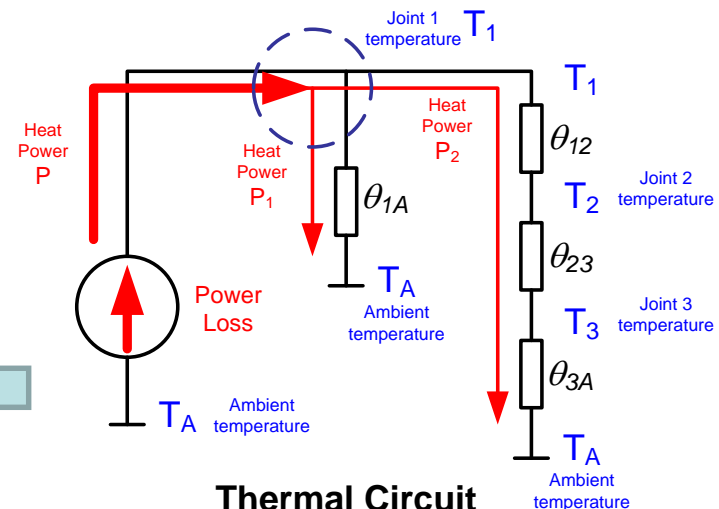 Joint 1
temperature
T1
Heat
Power
P
Heat
Power
P1
Heat
Power
P2
T1
θ12
Joint 2
temperature
T2
θ1A
θ23
TA
Ambient
temperature
Power
Loss
T3
Joint 3
temperature
θ3A
TA
Ambient
temperature
TA
Ambient
temperature
Thermal Circuit